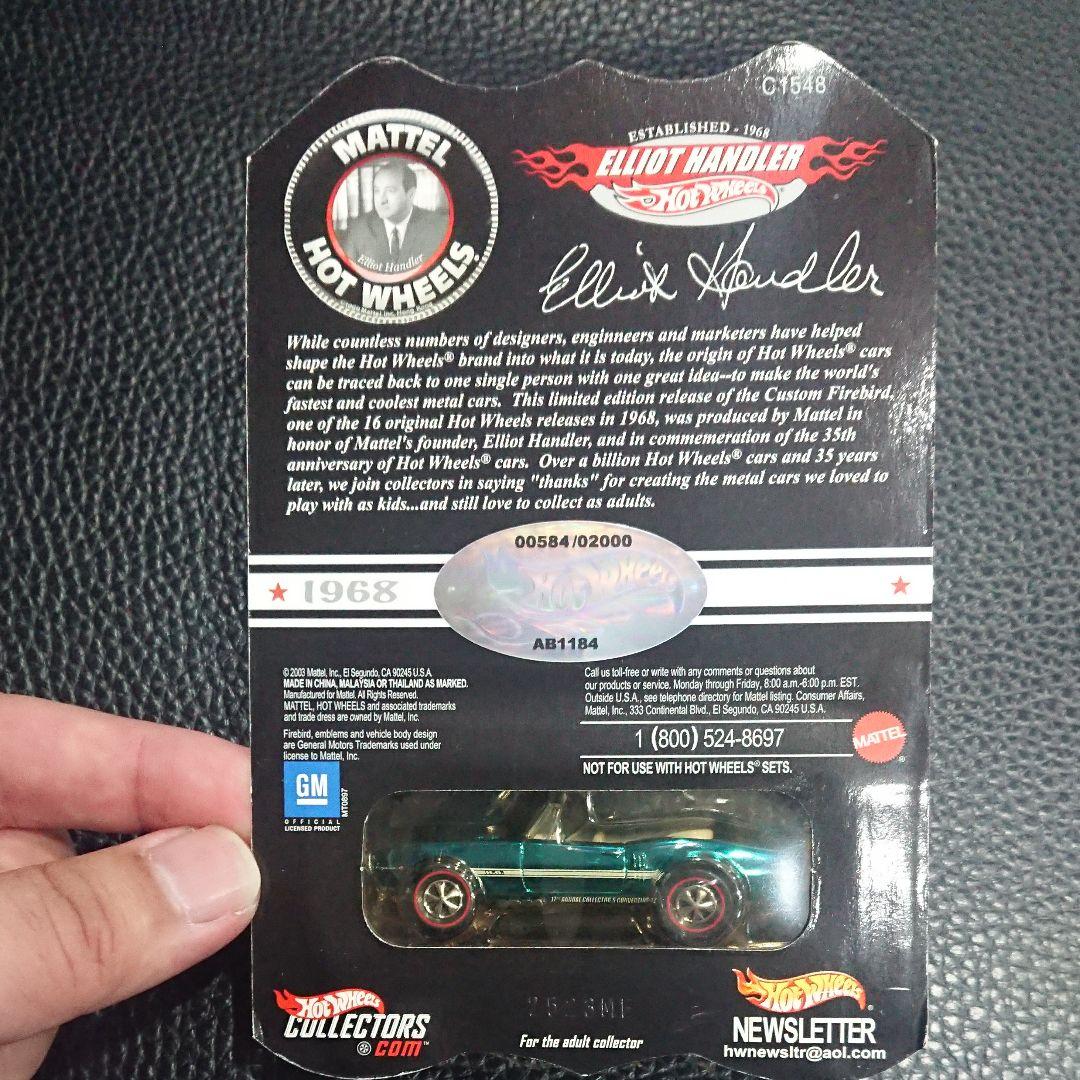 C1548
MATTEL
Elliot Handler
HOT WHEELS
ESTABLISHED - 1968
ELLIOT HANDLER
Hot Wheels
Elliot Handler
While countless numbers of designers, enginneers and marketers have helped
shape the Hot Wheels® brand into what it is today, the origin of Hot Wheels® cars
can be traced back to one single person with one great idea--to make the world's
fastest and coolest metal cars. This limited edition release of the Custom Firebird,
one of the 16 original Hot Wheels releases in 1968, was produced by Mattel in
honor of Mattel's founder, Elliot Handler, and in commemeration of the 35th
anniversary of Hot Wheels® cars. Over a billion Hot Wheels® cars and 35 years
later, we join collectors in saying "thanks" for creating the metal cars we loved to
play with as kids...and still love to collect as adults.
00584/02000
Hot Wheels
AB1184
1968
© 2003 Mattel, Inc., El Segundo, CA 90245 U.S.A.
MADE IN CHINA, MALAYSIA OR THAILAND AS MARKED.
Manufactured for Mattel. All Rights Reserved.
MATTEL, HOT WHEELS and associated trademarks
and trade dress are owned by Mattel, Inc.
Firebird, emblems and vehicle body design
are General Motors Trademarks used under
license to Mattel, Inc.
GM
OFFICIAL
LICENSED PRODUCT
MT0897
Call us toll-free or write with any comments or questions about
our products or service. Monday through Friday, 8:00 a.m.-6:00 p.m. EST.
Outside U.S.A., see telephone directory for Mattel listing. Consumer Affairs,
Mattel, Inc., 333 Continental Blvd., El Segundo, CA 90245 U.S.A.
1 (800) 524-8697
MATTEL®
NOT FOR USE WITH HOT WHEELS® SETS.
Hot Wheels
COLLECTORS
.COM™
For the adult collector
Hot Wheels®
NEWSLETTER
hwnewsltr@aol.com